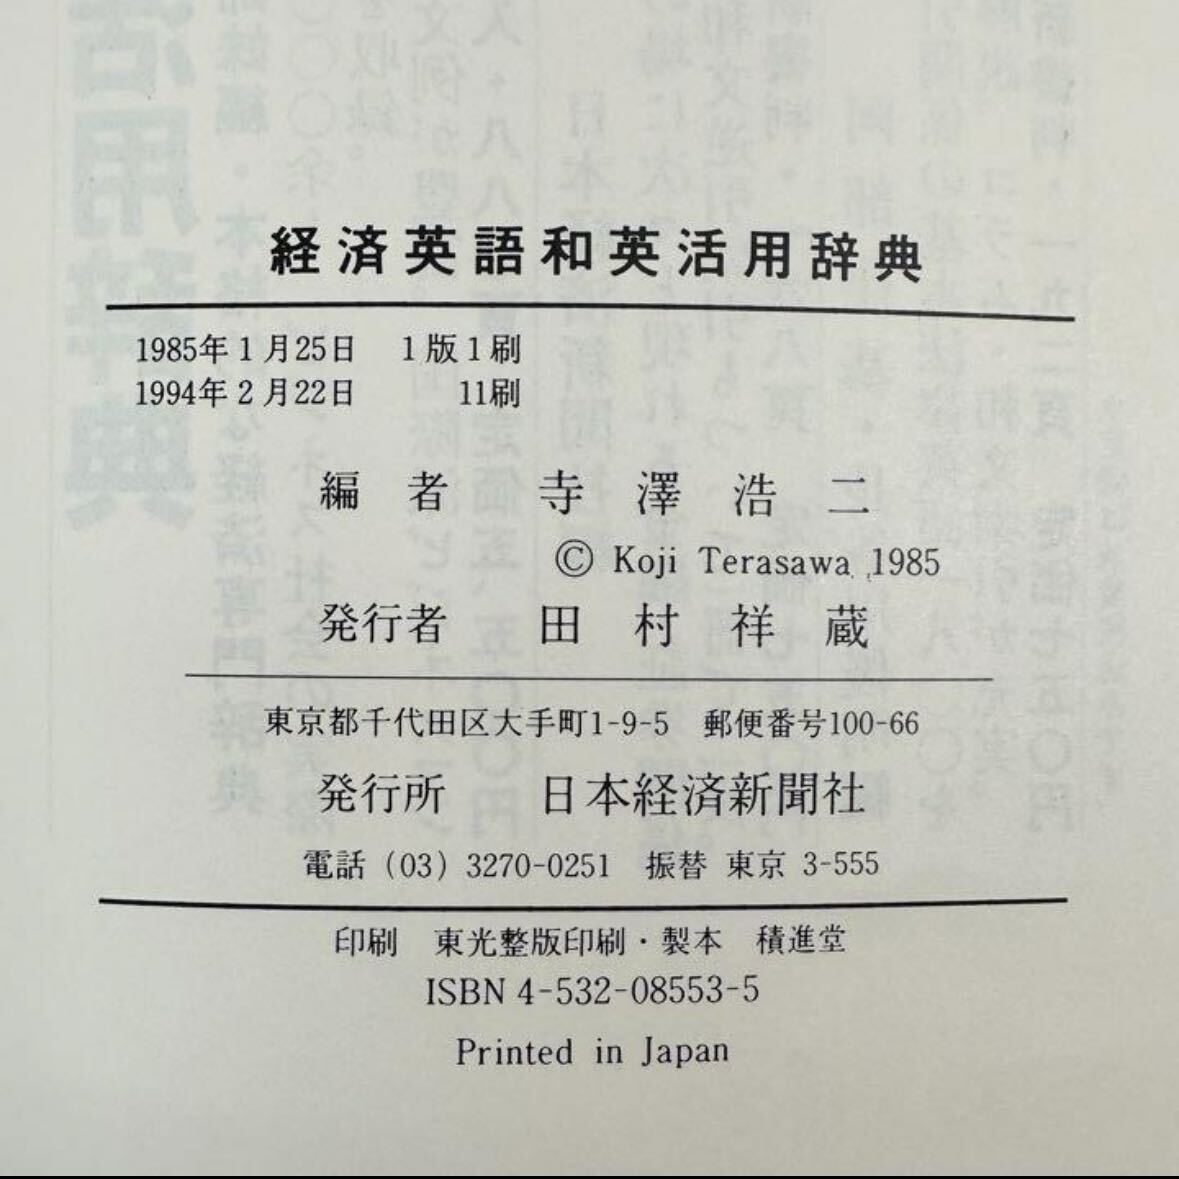 経済英語和英活用辞典
1985年1月25日 1版1刷
1994年2月22日 11刷
編者 寺澤浩二
© Koji Terasawa 1985
発行者 田村祥蔵
東京都千代田区大手町1-9-5 郵便番号100-66
発行所 日本経済新聞社
電話 (03) 3270-0251 振替 東京 3-555
印刷 東光整版印刷・製本 積進堂
ISBN 4-532-08553-5
Printed in Japan